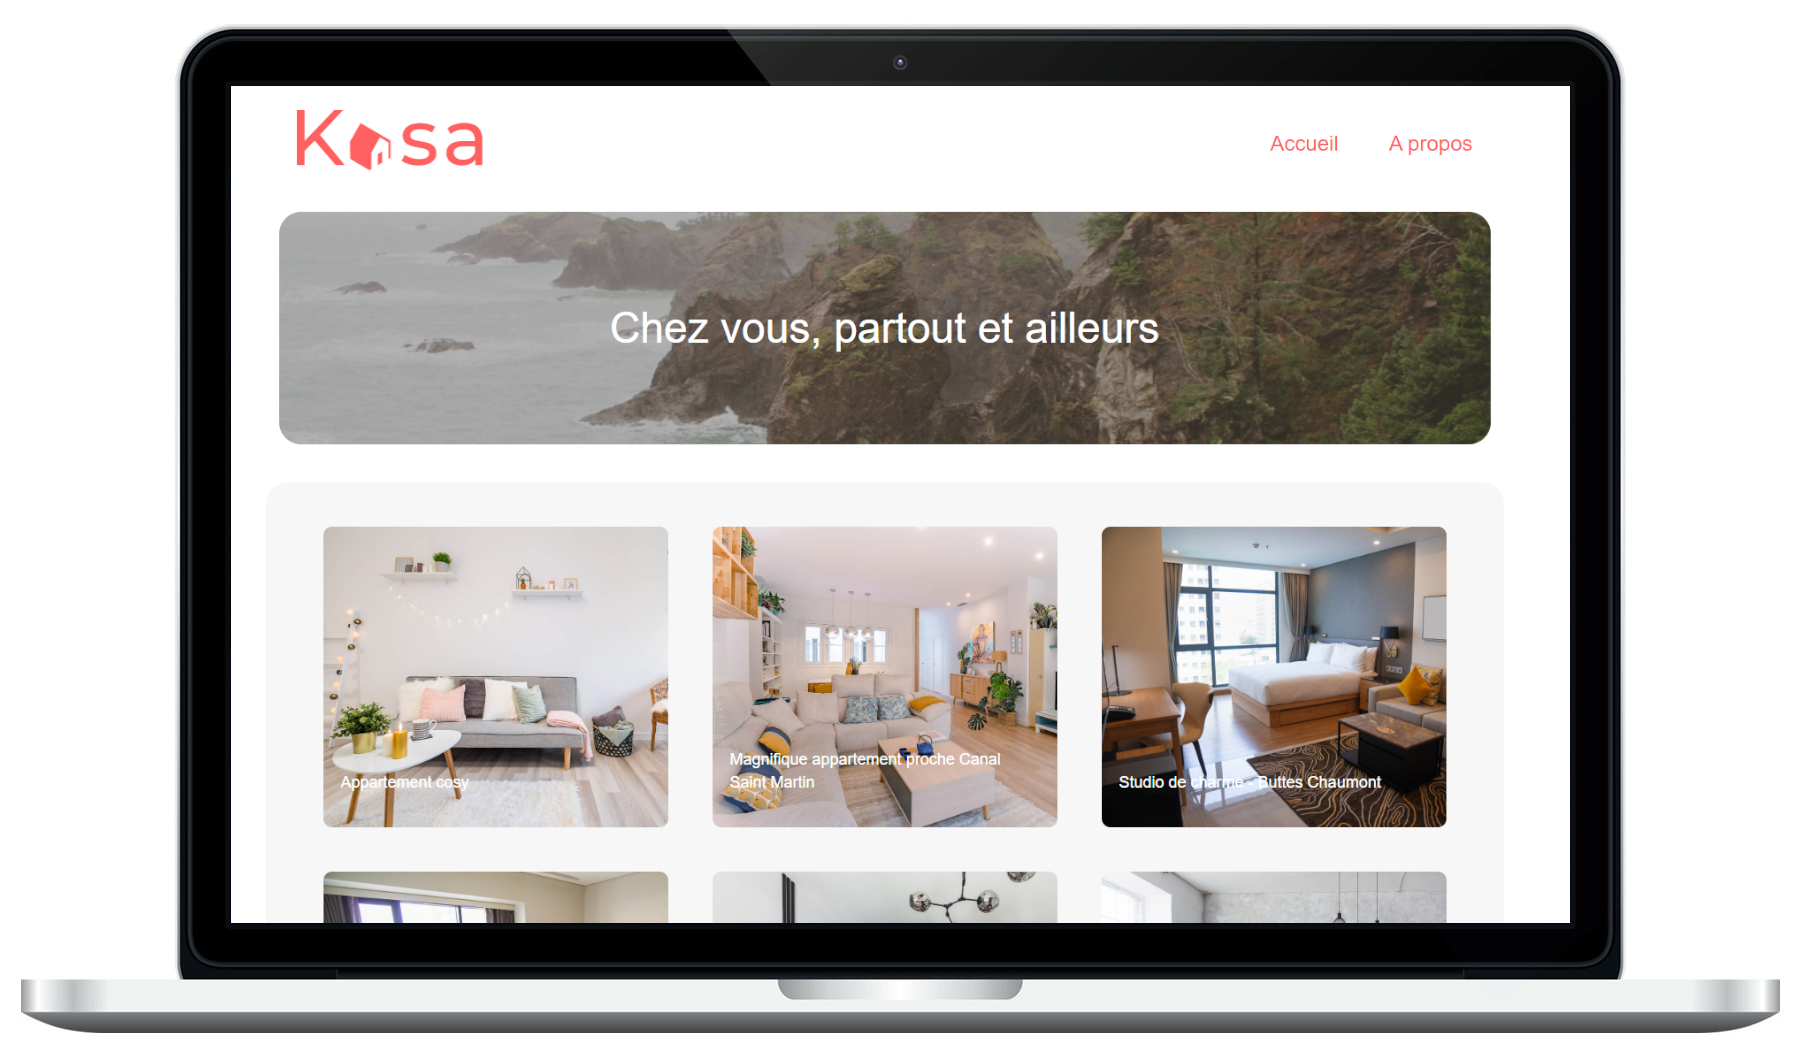 Kasa
Accueil
A propos
Chez vous, partout et ailleurs
Appartement cosy
Magnifique appartement proche Canal
Saint Martin
Studio de charme - Buttes Chaumont